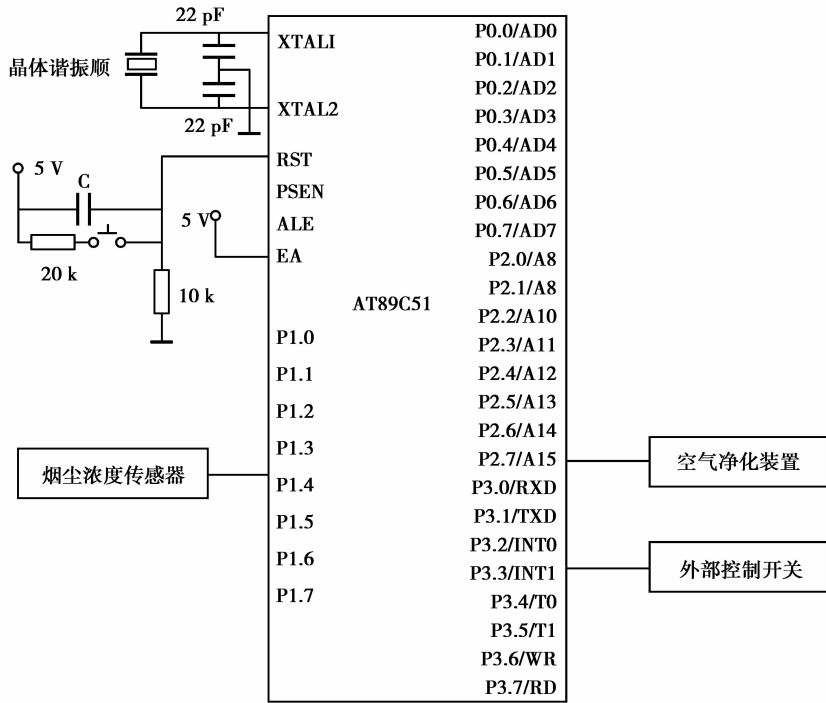 22 pF
晶体谐振顺
22 pF
5 V
C
20 k
10 k
5 V
XTALI
XTAL2
RST
PSEN
ALE
EA
P1.0
P1.1
P1.2
P1.3
P1.4
P1.5
P1.6
P1.7
烟尘浓度传感器
AT89C51
P0.0/AD0
P0.1/AD1
P0.2/AD2
P0.3/AD3
P0.4/AD4
P0.5/AD5
P0.6/AD6
P0.7/AD7
P2.0/A8
P2.1/A8
P2.2/A10
P2.3/A11
P2.4/A12
P2.5/A13
P2.6/A14
P2.7/A15
P3.0/RXD
P3.1/TXD
P3.2/INT0
P3.3/INT1
P3.4/T0
P3.5/T1
P3.6/WR
P3.7/RD
空气净化装置
外部控制开关